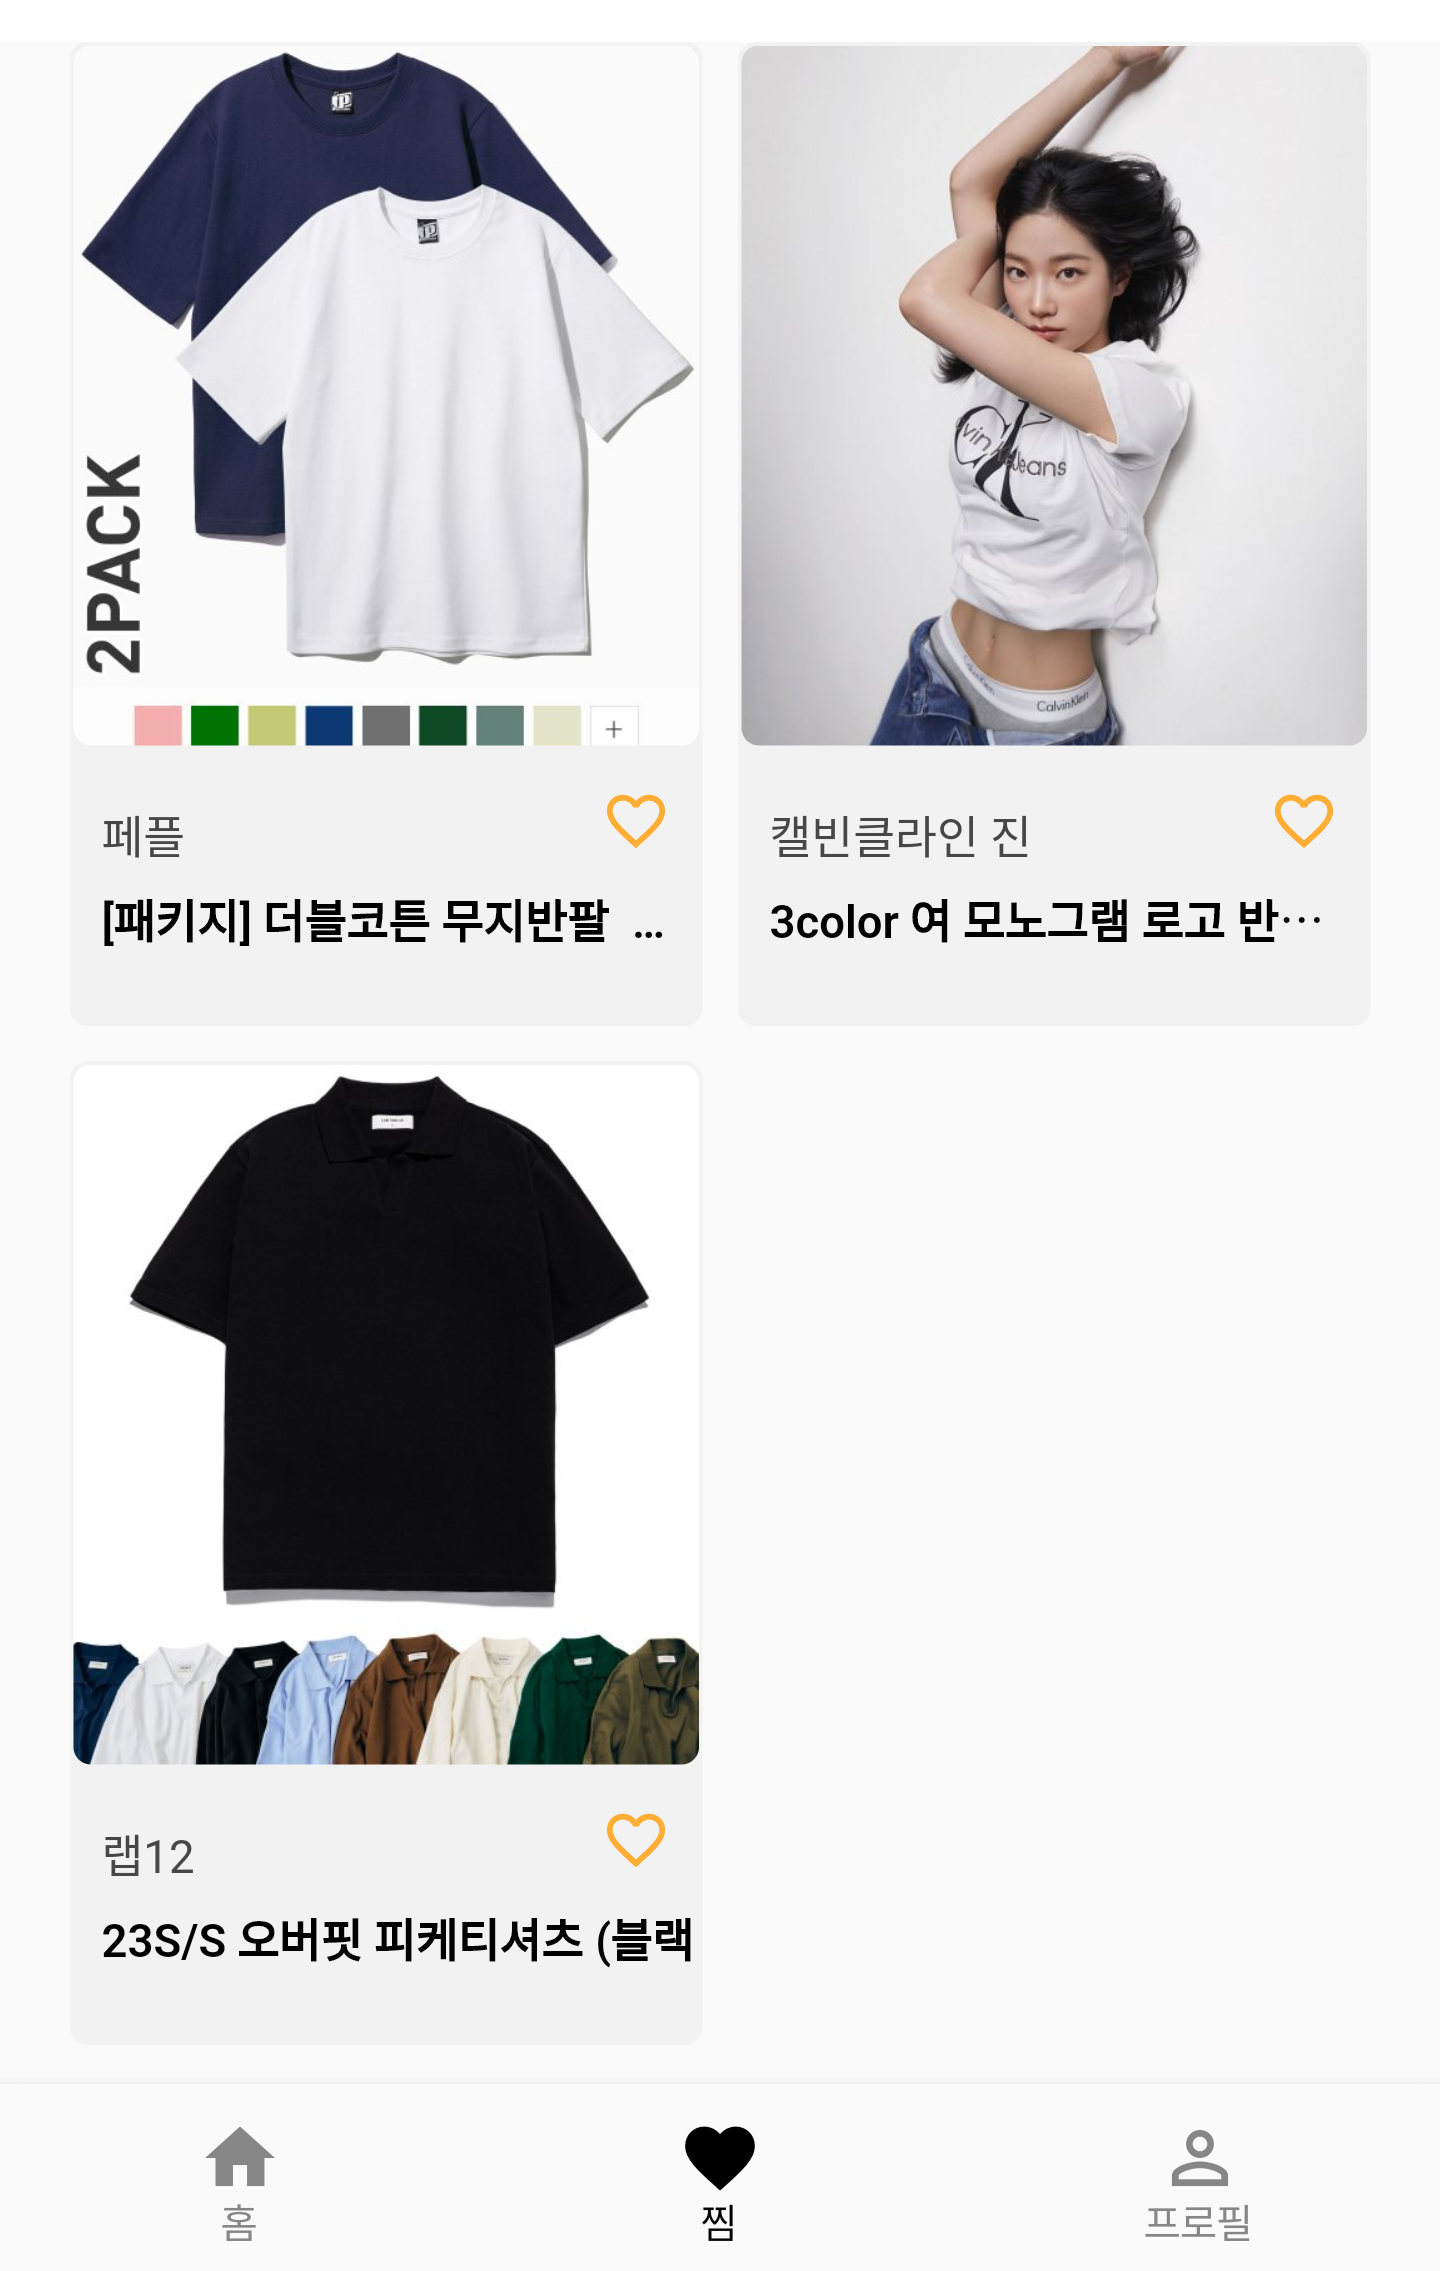 2PACK
페플
[패키지] 더블코튼 무지반팔 ...
Jeans
CalvinKlein
캘빈클라인 진
3color 여 모노그램 로고 반···
랩12
23S/S 오버핏 피케티셔츠 (블랙
홈
찜
프로필